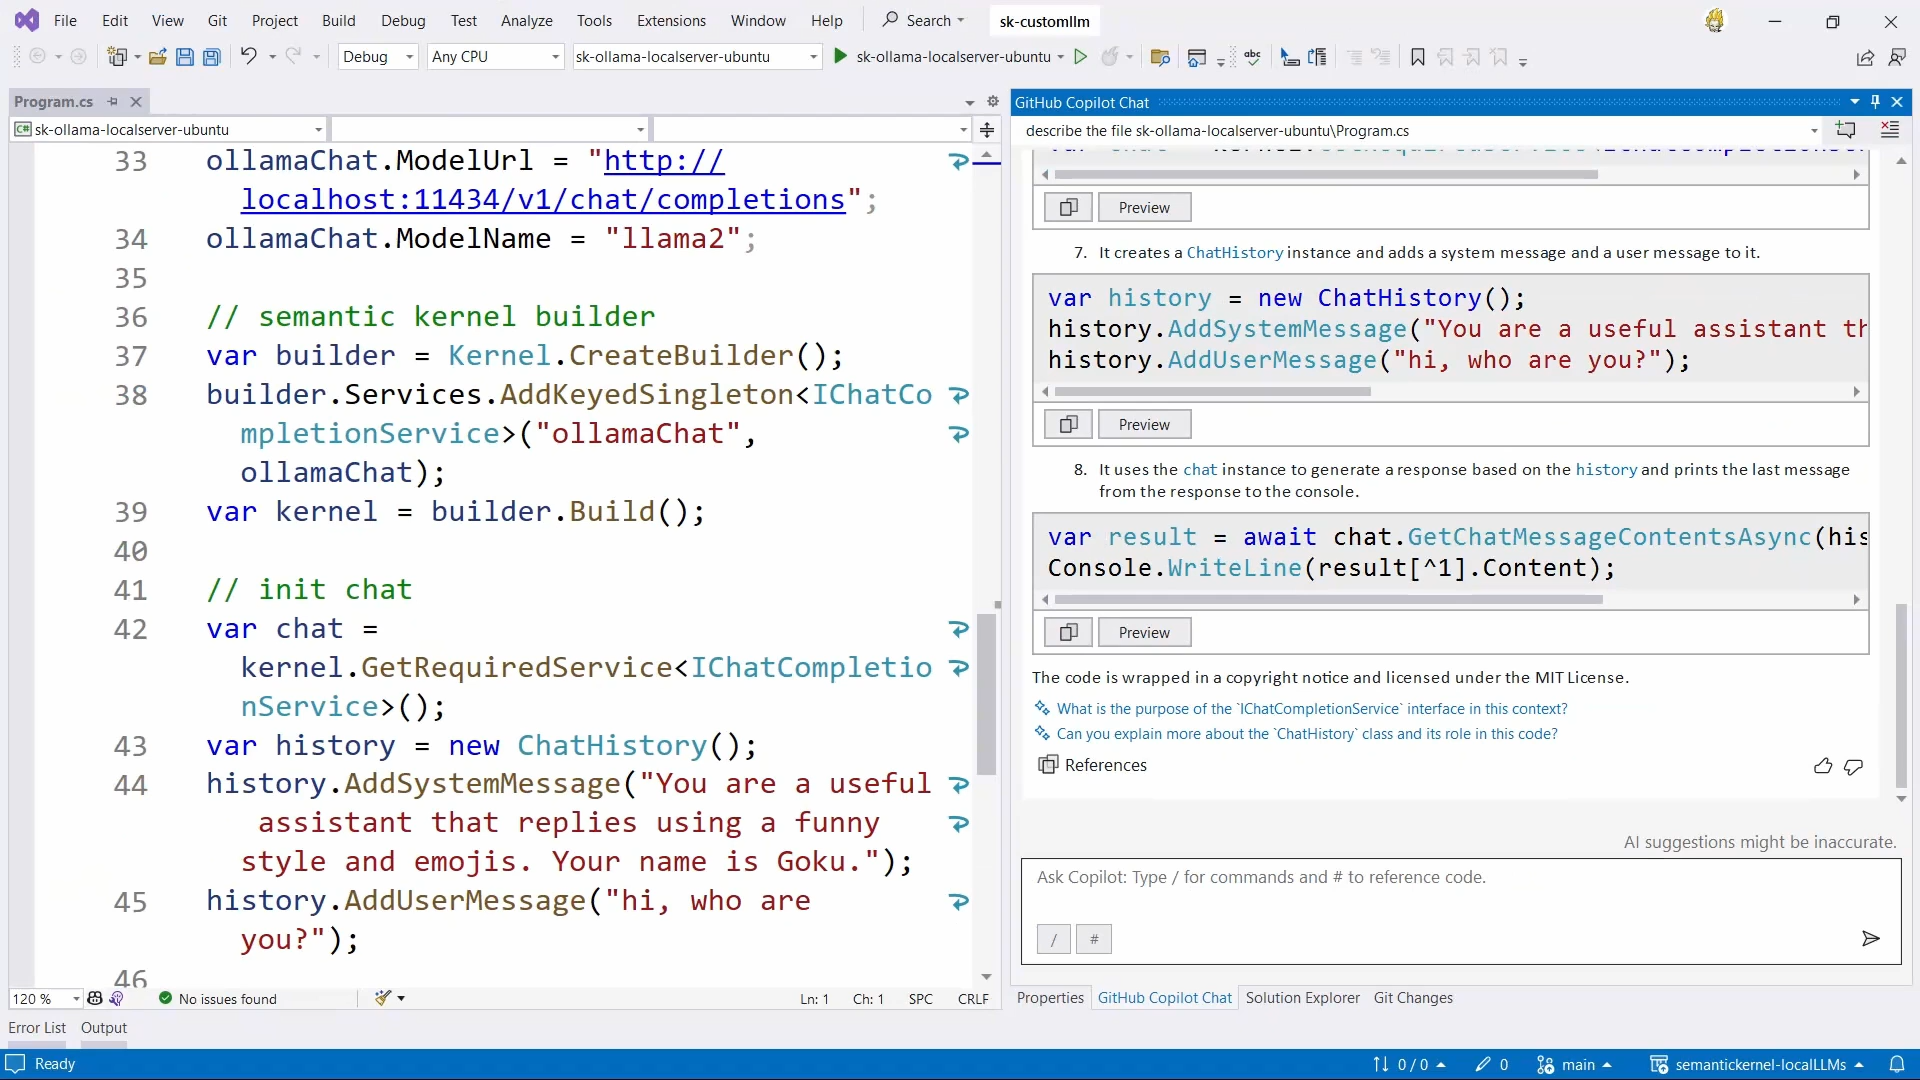 File Edit View Git Project Build Debug Test Analyze Tools Extensions Window Help Search sk-customllm
Debug Any CPU sk-ollama-localserver-ubuntu sk-ollama-localserver-ubuntu abc
Program.cs
C# sk-ollama-localserver-ubuntu
33 ollamaChat.ModelUrl = "http://
localhost:11434/v1/chat/completions";
34 ollamaChat.ModelName = "llama2";
35
36 // semantic kernel builder
37 var builder = Kernel.CreateBuilder();
38 builder.Services.AddKeyedSingleton<IChatCo
mpletionService>("ollamaChat",
ollamaChat);
39 var kernel = builder.Build();
40
41 // init chat
42 var chat =
kernel.GetRequiredService<IChatCompletio
nService>();
43 var history = new ChatHistory();
44 history.AddSystemMessage("You are a useful
assistant that replies using a funny
style and emojis. Your name is Goku.");
45 history.AddUserMessage("hi, who are
you?");
46
120 % No issues found Ln: 1 Ch: 1 SPC CRLF
GitHub Copilot Chat
describe the file sk-ollama-localserver-ubuntu\Program.cs
Preview
7. It creates a ChatHistory instance and adds a system message and a user message to it.
var history = new ChatHistory();
history.AddSystemMessage("You are a useful assistant th
history.AddUserMessage("hi, who are you?");
Preview
8. It uses the chat instance to generate a response based on the history and prints the last message
from the response to the console.
var result = await chat.GetChatMessageContentsAsync(his
Console.WriteLine(result[^1].Content);
Preview
The code is wrapped in a copyright notice and licensed under the MIT License.
What is the purpose of the `IChatCompletionService` interface in this context?
Can you explain more about the `ChatHistory` class and its role in this code?
References
AI suggestions might be inaccurate.
Ask Copilot: Type / for commands and # to reference code.
/ #
Properties GitHub Copilot Chat Solution Explorer Git Changes
Error List Output
Ready 0 / 0 0 main semantickernel-localLLMs